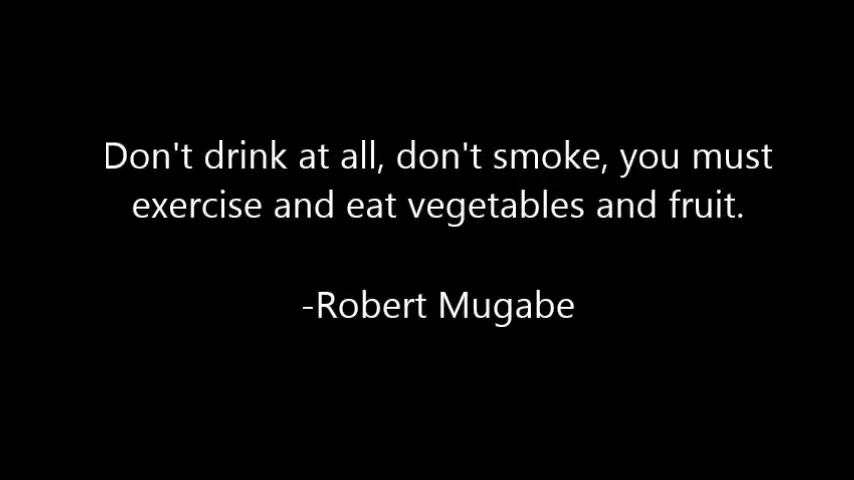 Don't drink at all, don't smoke, you must
exercise and eat vegetables and fruit.
-Robert Mugabe